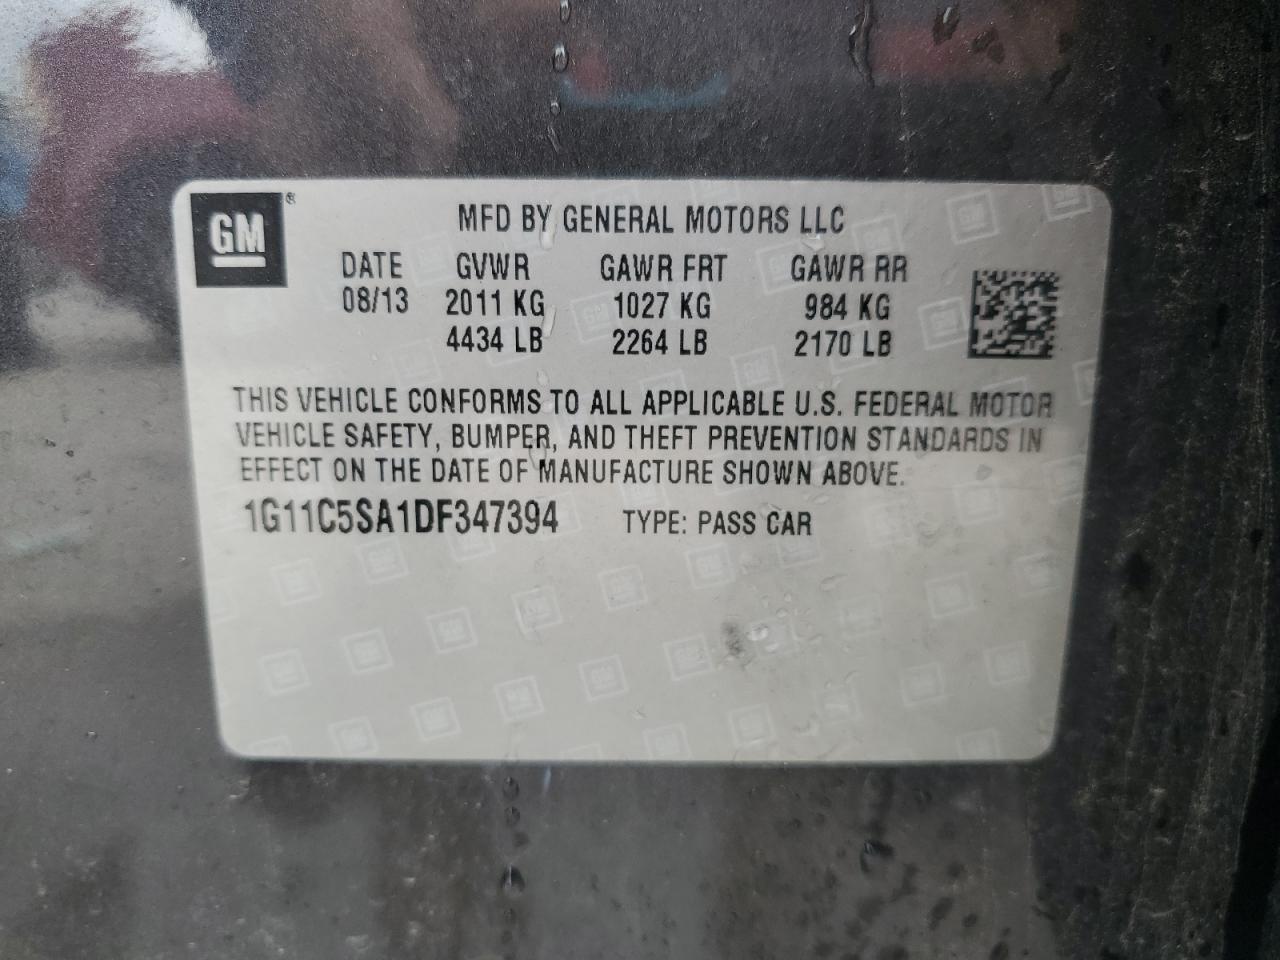 GM ®
MFD BY GENERAL MOTORS LLC
DATE GVWR GAWR FRT GAWR RR
08/13 2011 KG 1027 KG 984 KG
4434 LB 2264 LB 2170 LB
THIS VEHICLE CONFORMS TO ALL APPLICABLE U.S. FEDERAL MOTOR
VEHICLE SAFETY, BUMPER, AND THEFT PREVENTION STANDARDS IN
EFFECT ON THE DATE OF MANUFACTURE SHOWN ABOVE.
1G11C5SA1DF347394 TYPE: PASS CAR